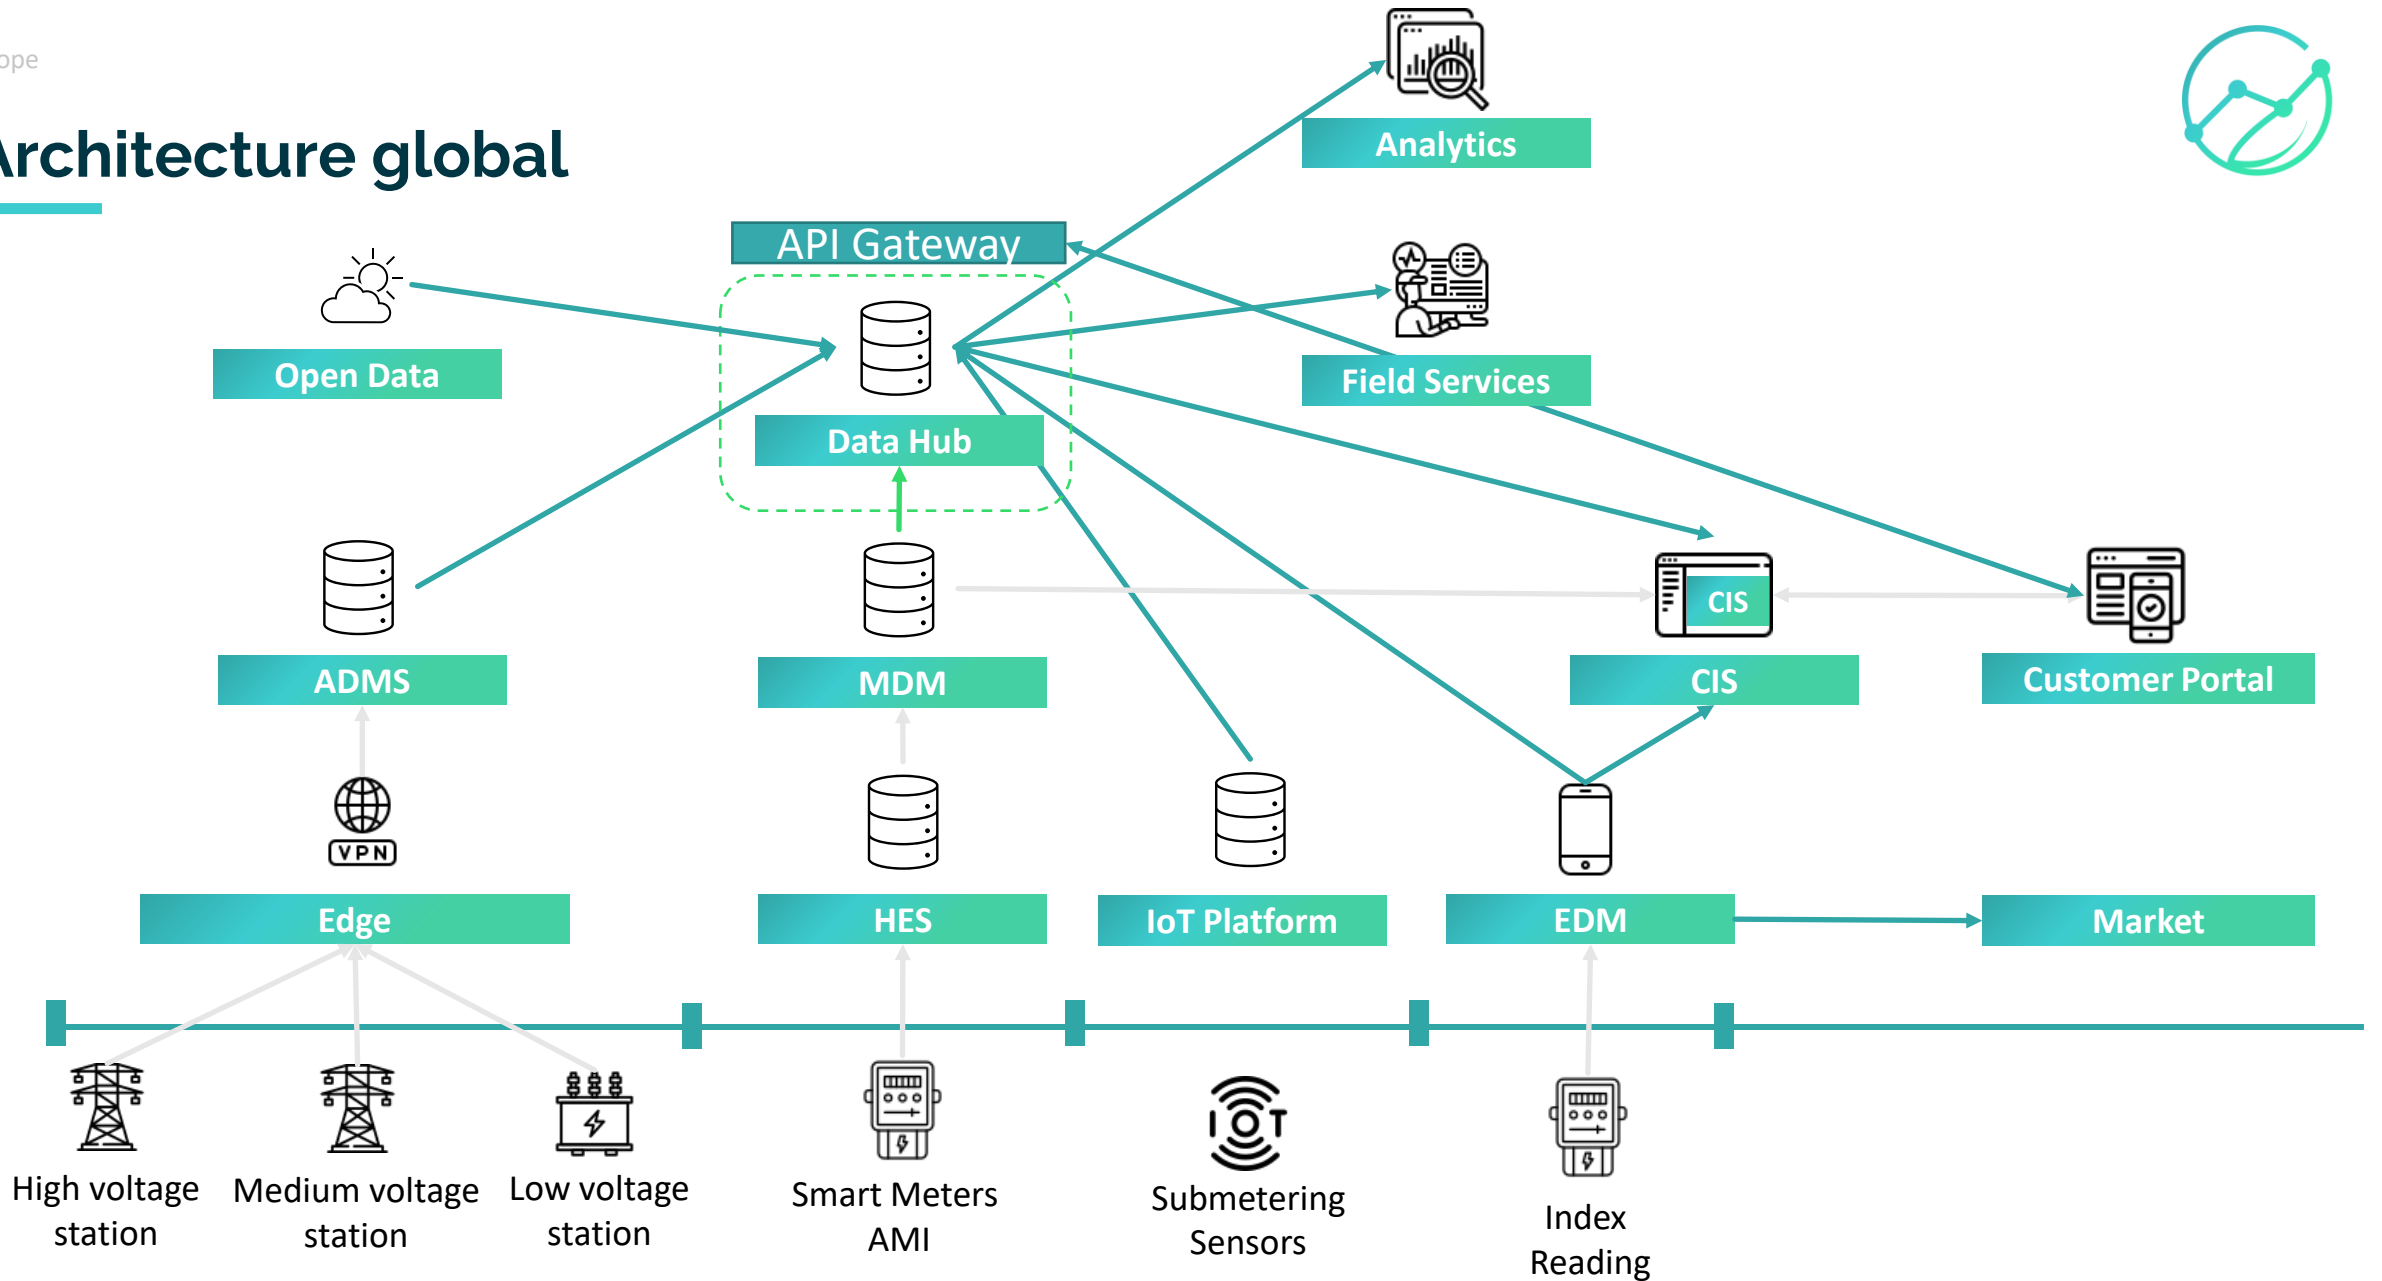 ope
Architecture global
Analytics
API Gateway
Open Data
Field Services
Data Hub
CIS
ADMS
MDM
CIS
Customer Portal
VPN
Edge
HES
IoT Platform
EDM
Market
IOT
High voltage
station
Medium voltage
station
Low voltage
station
Smart Meters
AMI
Submetering
Sensors
Index
Reading